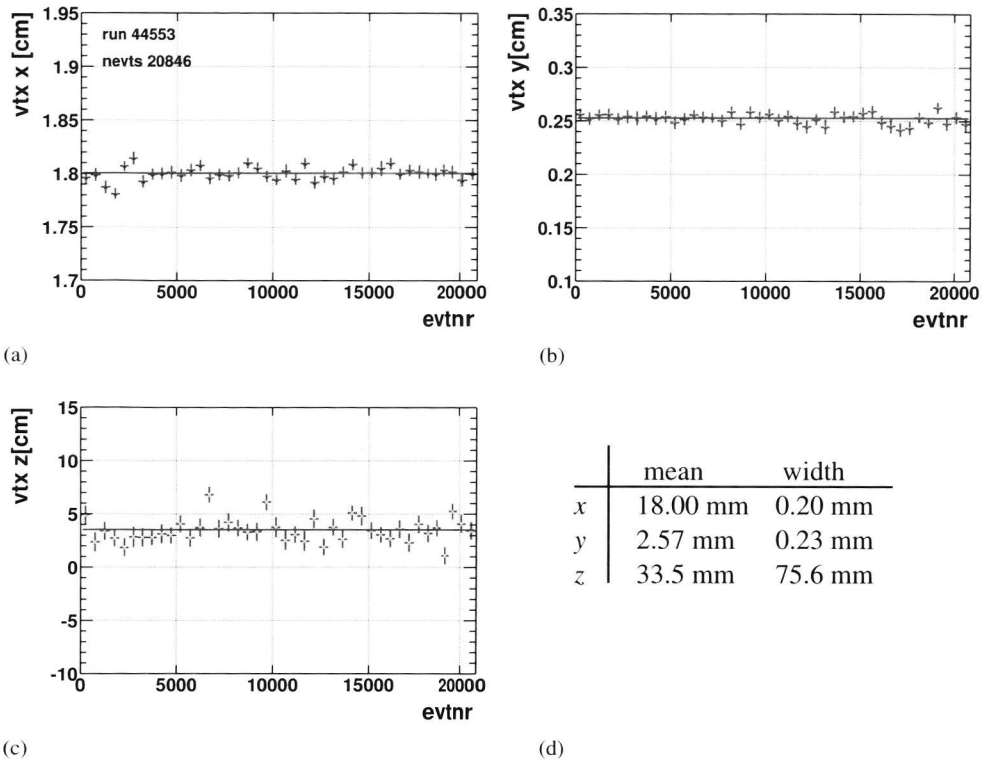 vtx x [cm]
1.95
1.9
1.85
1.8
1.75
1.7
run 44553
nevts 20846
0 5000 10000 15000 20000
evtnr
(a)
vtx y[cm]
0.35
0.3
0.25
0.2
0.15
0.1
0 5000 10000 15000 20000
evtnr
(b)
vtx z[cm]
15
10
5
0
-5
-10
0 5000 10000 15000 20000
evtnr
(c)
mean width
x 18.00 mm 0.20 mm
y 2.57 mm 0.23 mm
z 33.5 mm 75.6 mm
(d)